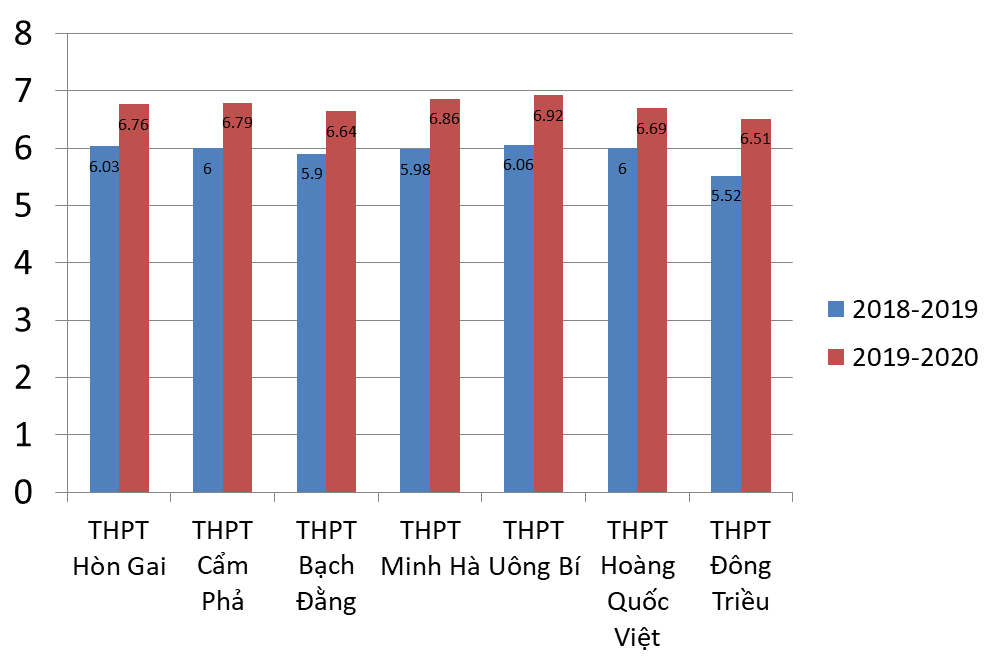 8
7
6
5
4
3
2
1
0
6.03
6.76
6
6.79
5.9
6.64
5.98
6.86
6.06
6.92
6
6.69
5.52
6.51
THPT
Hòn Gai
THPT
Cẩm
Phả
THPT
Bạch
Đằng
THPT
Minh Hà
THPT
Uông Bí
THPT
Hoàng
Quốc
Việt
THPT
Đông
Triều
2018-2019
2019-2020